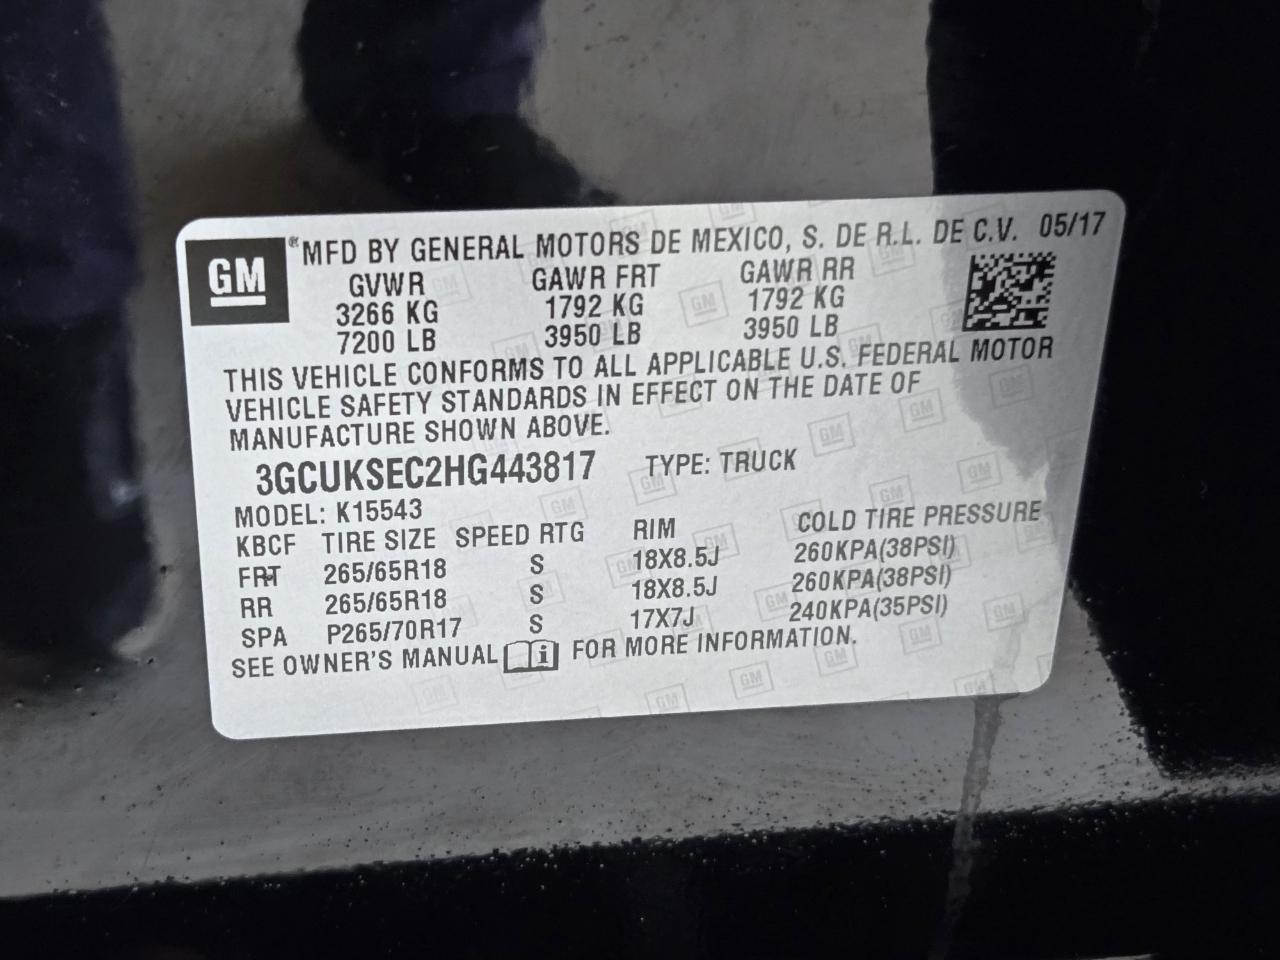 GM
®MFD BY GENERAL MOTORS DE MEXICO, S. DE R.L. DE C.V. 05/17
GVWR GAWR FRT GAWR RR
3266 KG 1792 KG 1792 KG
7200 LB 3950 LB 3950 LB
THIS VEHICLE CONFORMS TO ALL APPLICABLE U.S. FEDERAL MOTOR
VEHICLE SAFETY STANDARDS IN EFFECT ON THE DATE OF
MANUFACTURE SHOWN ABOVE.
3GCUKSEC2HG443817 TYPE: TRUCK
MODEL: K15543
KBCF TIRE SIZE SPEED RTG RIM COLD TIRE PRESSURE
FRT 265/65R18 S 18X8.5J 260KPA(38PSI)
RR 265/65R18 S 18X8.5J 260KPA(38PSI)
SPA P265/70R17 S 17X7J 240KPA(35PSI)
SEE OWNER'S MANUAL i FOR MORE INFORMATION.